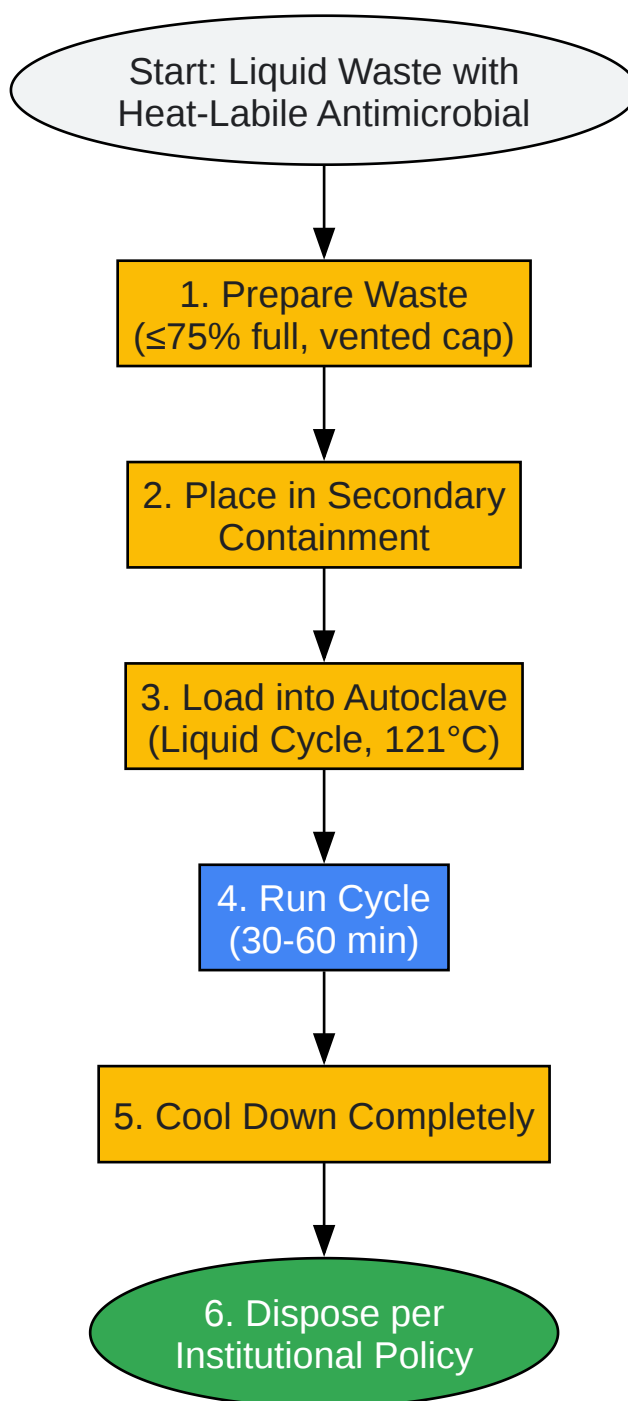 Start: Liquid Waste with
Heat-Labile Antimicrobial
1. Prepare Waste
(≤75% full, vented cap)
2. Place in Secondary
Containment
3. Load into Autoclave
(Liquid Cycle, 121°C)
4. Run Cycle
(30-60 min)
5. Cool Down Completely
6. Dispose per
Institutional Policy